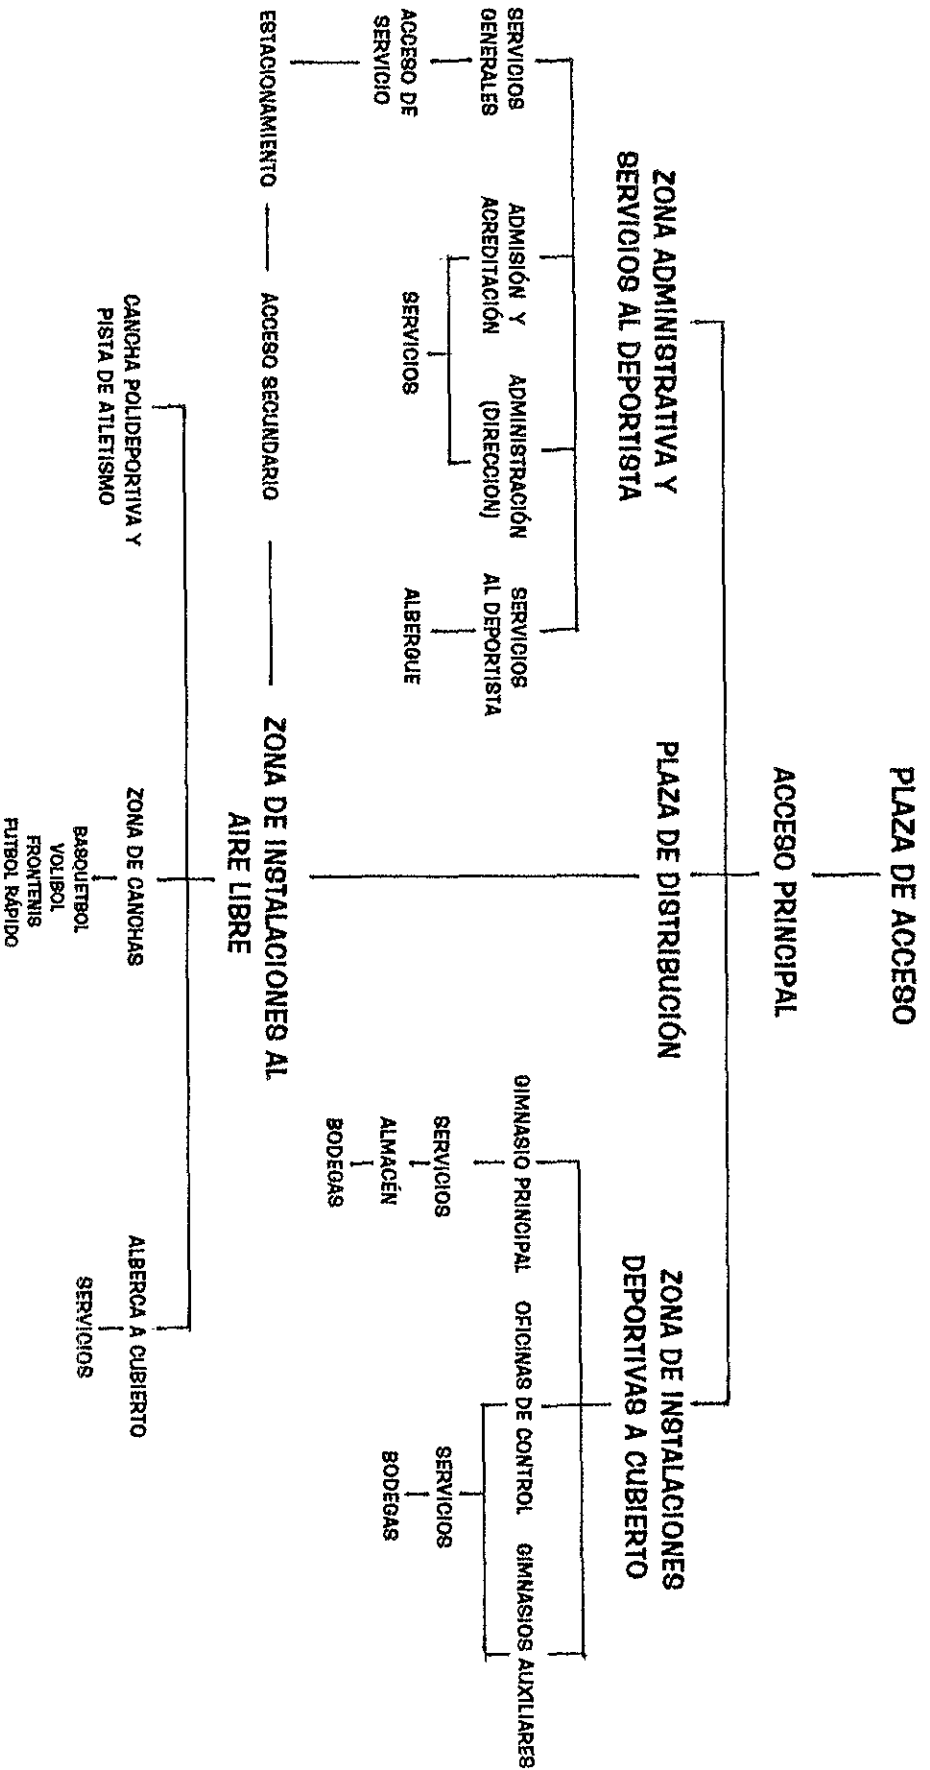 PLAZA DE ACCESO
ACCESO PRINCIPAL
PLAZA DE DISTRIBUCIÓN
ZONA ADMINISTRATIVA Y
SERVICIOS AL DEPORTISTA
ZONA DE INSTALACIONES
DEPORTIVAS A CUBIERTO
SERVICIOS
GENERALES
ADMISIÓN Y
ACREDITACIÓN
ADMINISTRACIÓN
(DIRECCION)
SERVICIOS
AL DEPORTISTA
GIMNASIO PRINCIPAL
OFICINAS DE CONTROL
GIMNASIOS AUXILIARES
ACCESO DE
SERVICIO
SERVICIOS
ALBERGUE
SERVICIOS
ALMACÉN
BODEGAS
SERVICIOS
BODEGAS
ESTACIONAMIENTO
ACCESO SECUNDARIO
ZONA DE INSTALACIONES AL
AIRE LIBRE
CANCHA POLIDEPORTIVA Y
PISTA DE ATLETISMO
ZONA DE CANCHAS
BASQUETBOL
VOLIBOL
FRONTENIS
FUTBOL RÁPIDO
ALBERCA A CUBIERTO
SERVICIOS